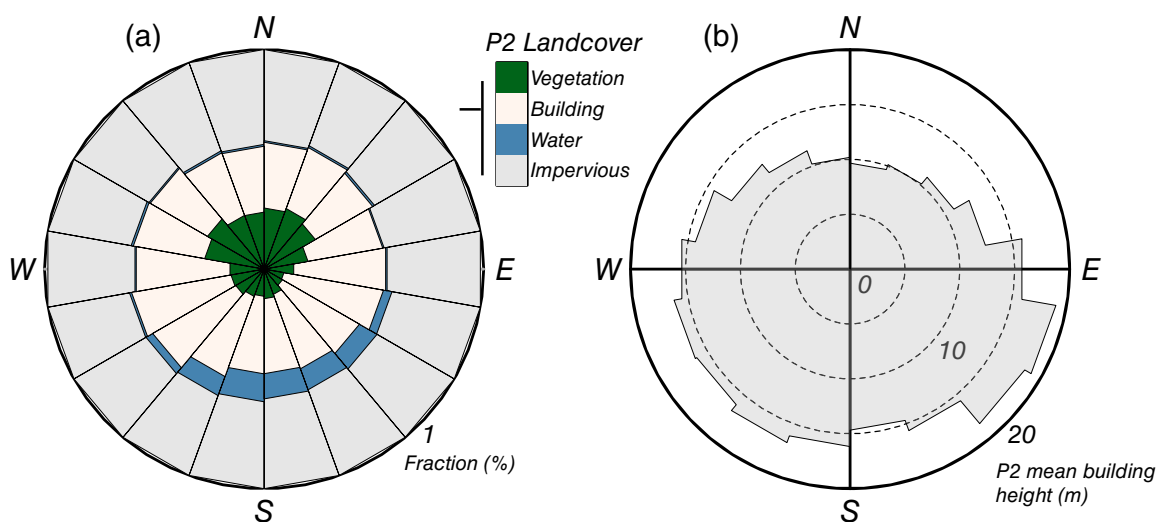 (a)
N
W
E
S
P2 Landcover
Vegetation
Building
Water
Impervious
1
Fraction (%)
(b)
N
W
E
S
0
10
20
P2 mean building
height (m)